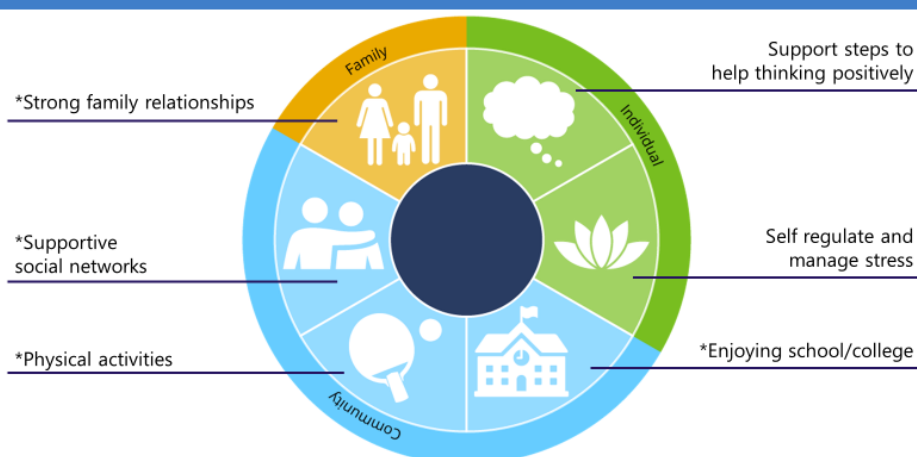 Family
Individual
Community
*Strong family relationships
*Supportive
social networks
*Physical activities
Support steps to
help thinking positively
Self regulate and
manage stress
*Enjoying school/college